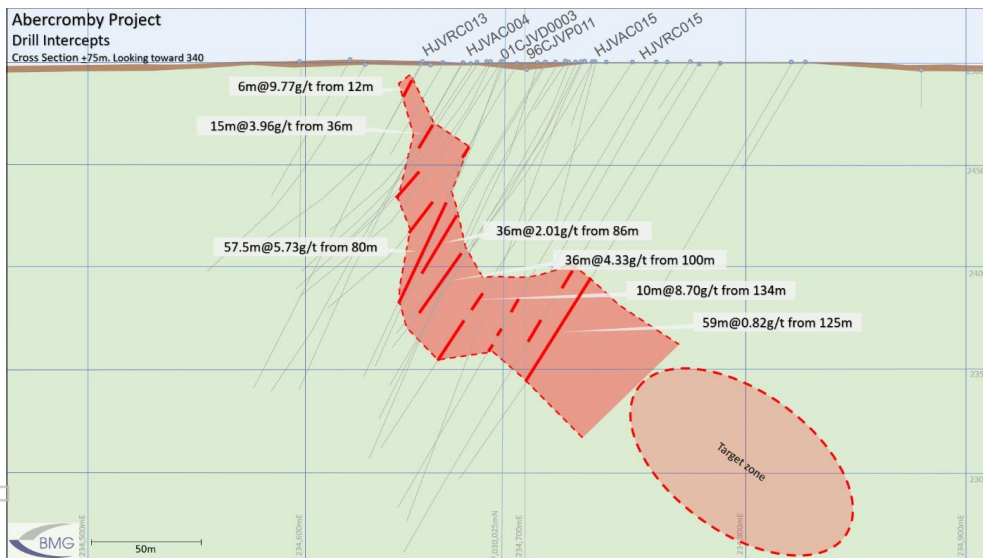 Abercromby Project
Drill Intercepts
Cross Section +75m. Looking toward 340
HJVRC013
HJVAC004
01CJVD0003
96CJVP011
HJVAC015
HJVRC015
6m@9.77g/t from 12m
15m@3.96g/t from 36m
57.5m@5.73g/t from 80m
36m@2.01g/t from 86m
36m@4.33g/t from 100m
10m@8.70g/t from 134m
59m@0.82g/t from 125m
Target zone
234,500mE
234,600mE
234,700mE
234,800mE
234,900mE
BMG
50m